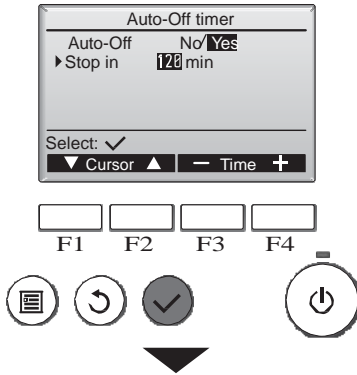 Auto-Off timer
Auto-Off No/Yes
Stop in 120 min
Select:
Cursor — Time +
F1 F2 F3 F4